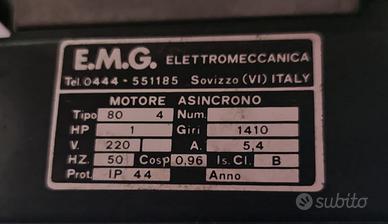 E.M.G. ELETTROMECCANICA
Tel. 0444 - 551185 Sovizzo (VI) ITALY
MOTORE ASINCRONO
Tipo 80 4 Num.
HP 1 Giri 1410
V. 220 A. 5,4
HZ. 50 Cosφ 0,96 Is. Cl. B
Prot. IP 44 Anno
subito